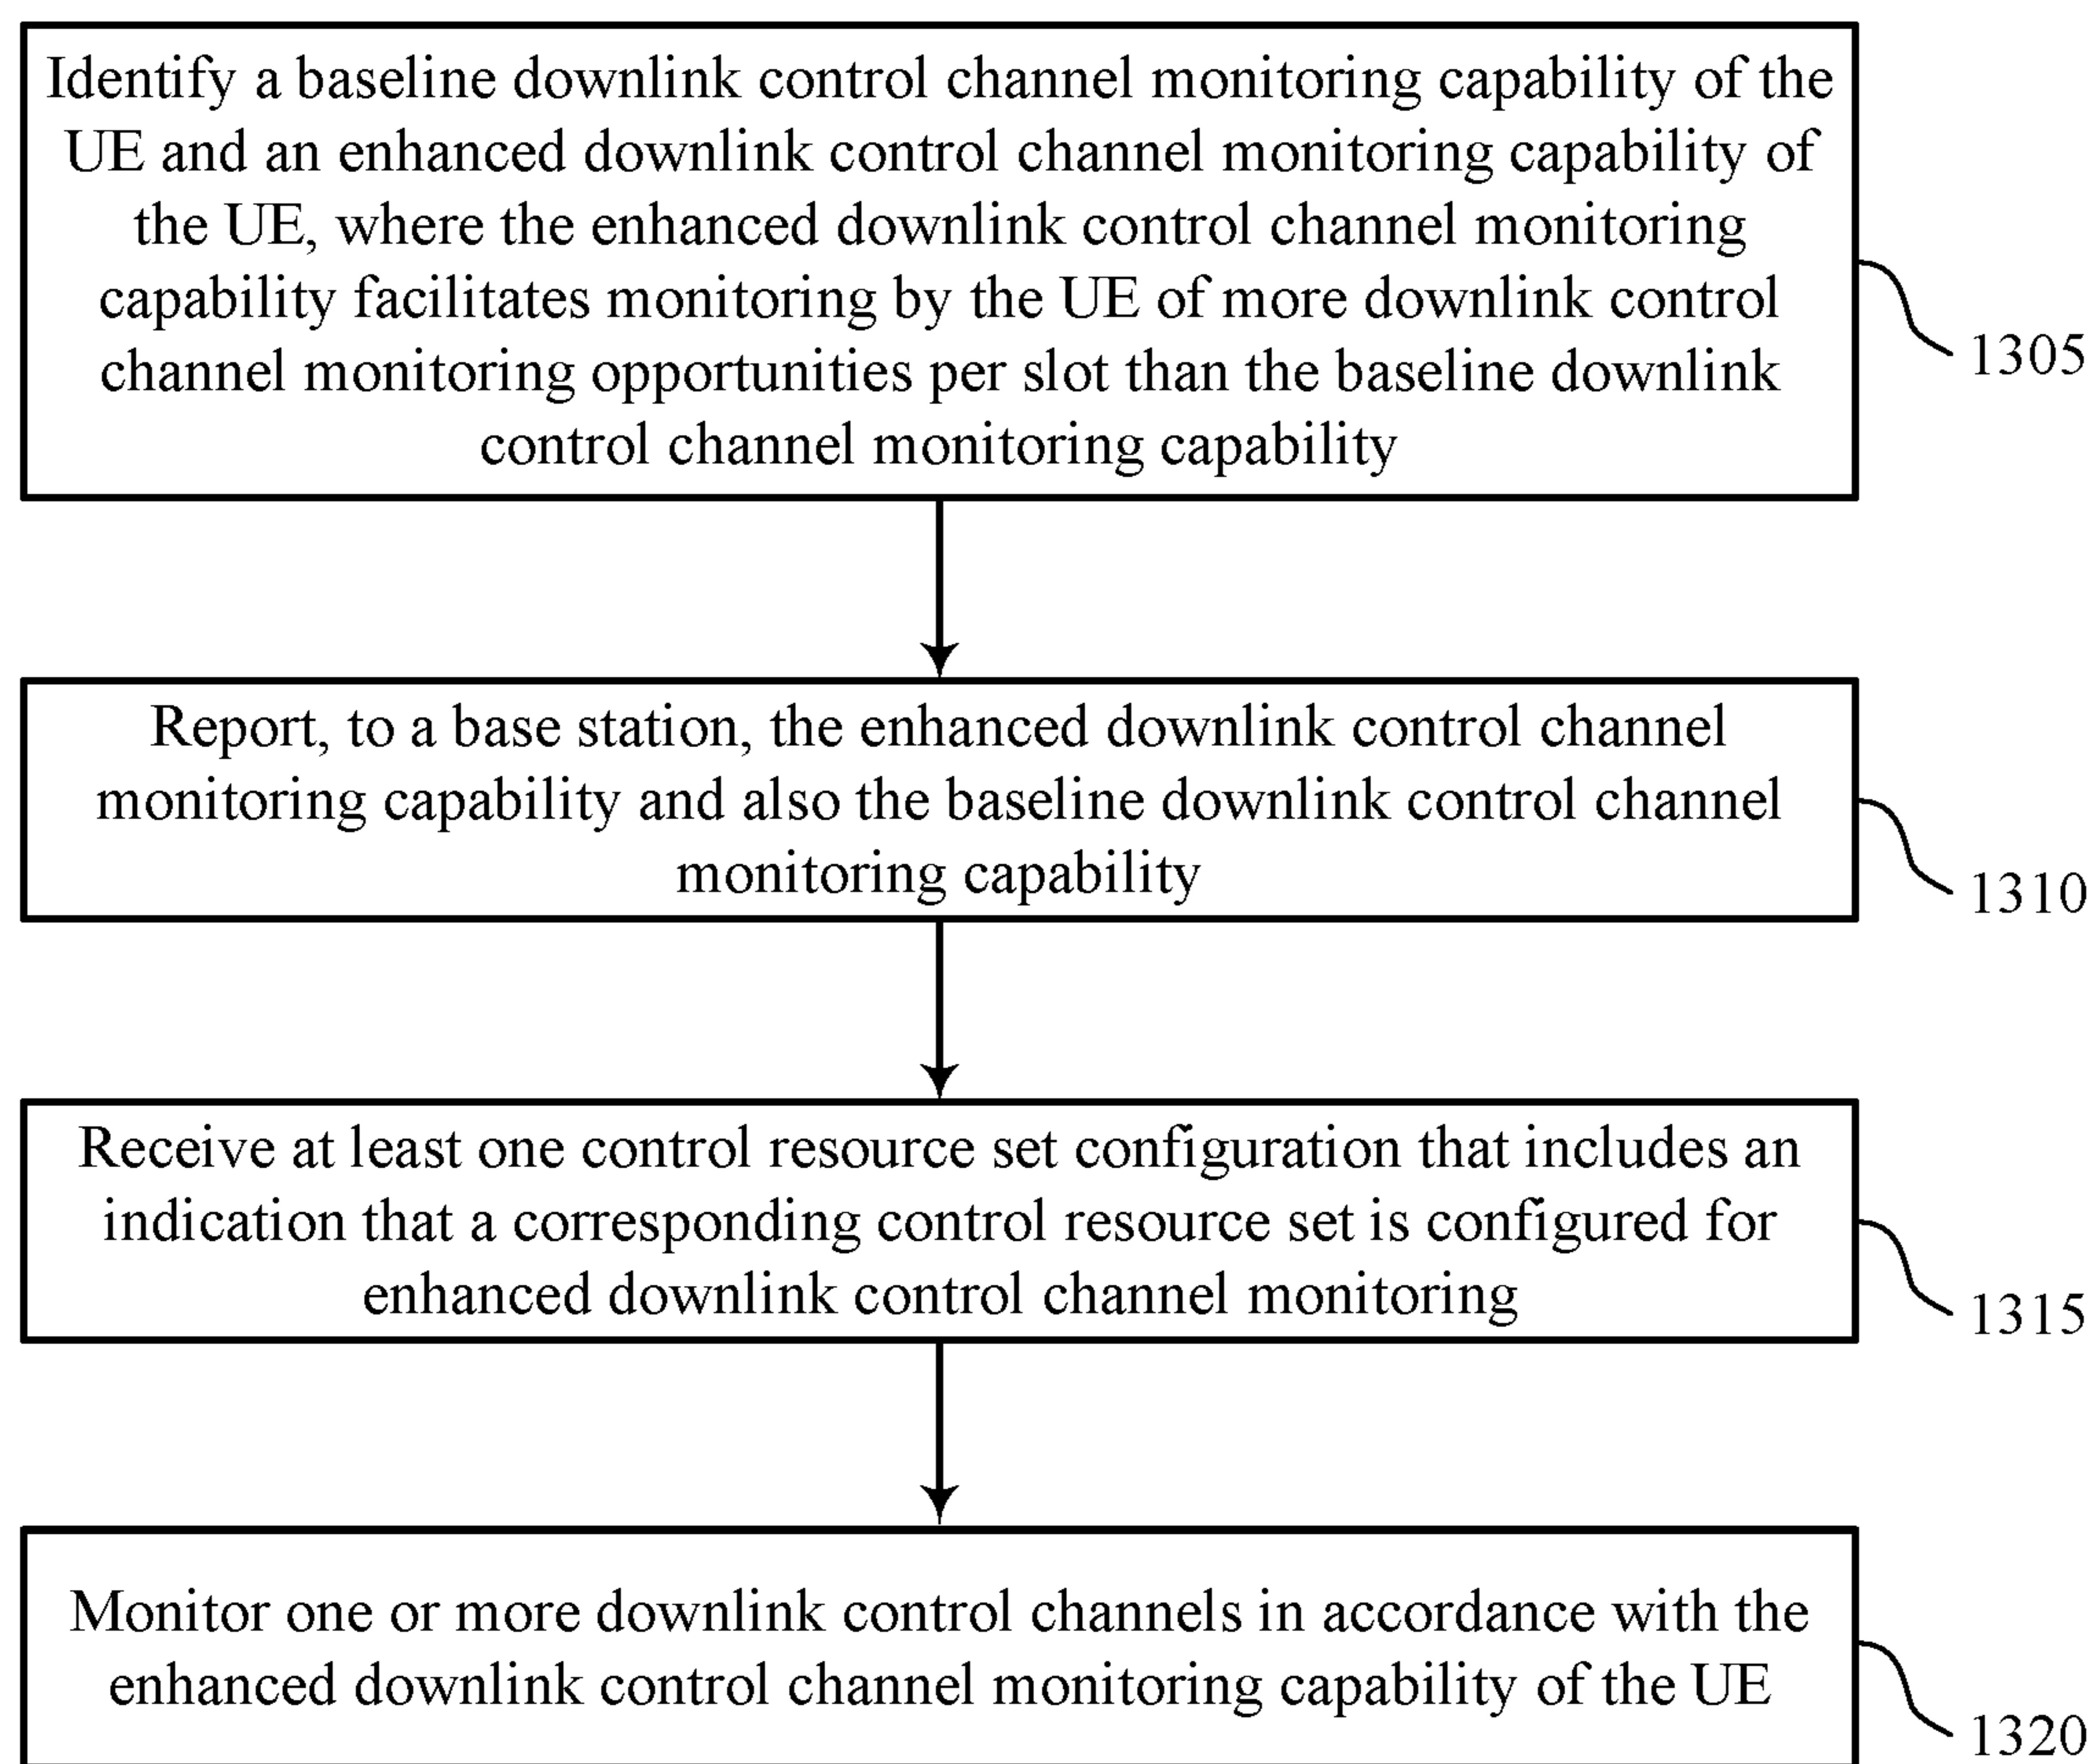 Identify a baseline downlink control channel monitoring capability of the
UE and an enhanced downlink control channel monitoring capability of
the UE, where the enhanced downlink control channel monitoring
capability facilitates monitoring by the UE of more downlink control
channel monitoring opportunities per slot than the baseline downlink
control channel monitoring capability
1305
Report, to a base station, the enhanced downlink control channel
monitoring capability and also the baseline downlink control channel
monitoring capability
1310
Receive at least one control resource set configuration that includes an
indication that a corresponding control resource set is configured for
enhanced downlink control channel monitoring
1315
Monitor one or more downlink control channels in accordance with the
enhanced downlink control channel monitoring capability of the UE
1320